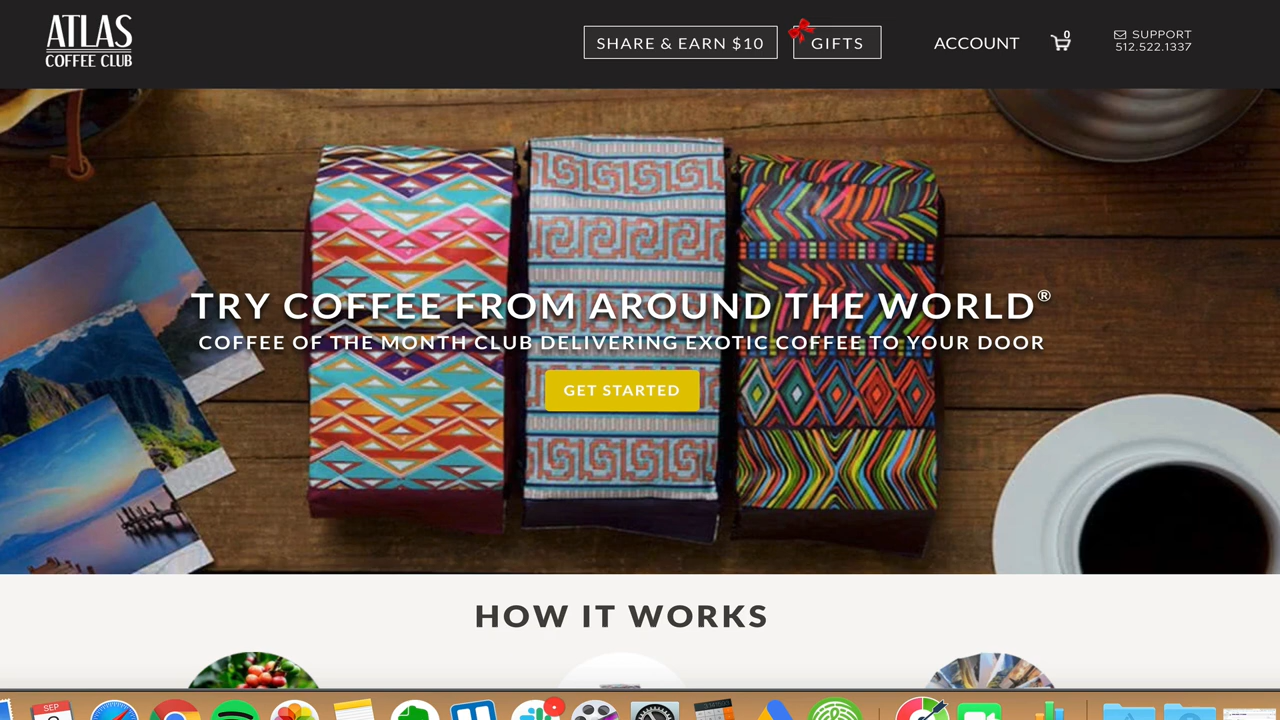 ATLAS
COFFEE CLUB
SHARE & EARN $10
GIFTS
ACCOUNT
0
SUPPORT
512.522.1337
TRY COFFEE FROM AROUND THE WORLD®
COFFEE OF THE MONTH CLUB DELIVERING EXOTIC COFFEE TO YOUR DOOR
GET STARTED
HOW IT WORKS
SEP